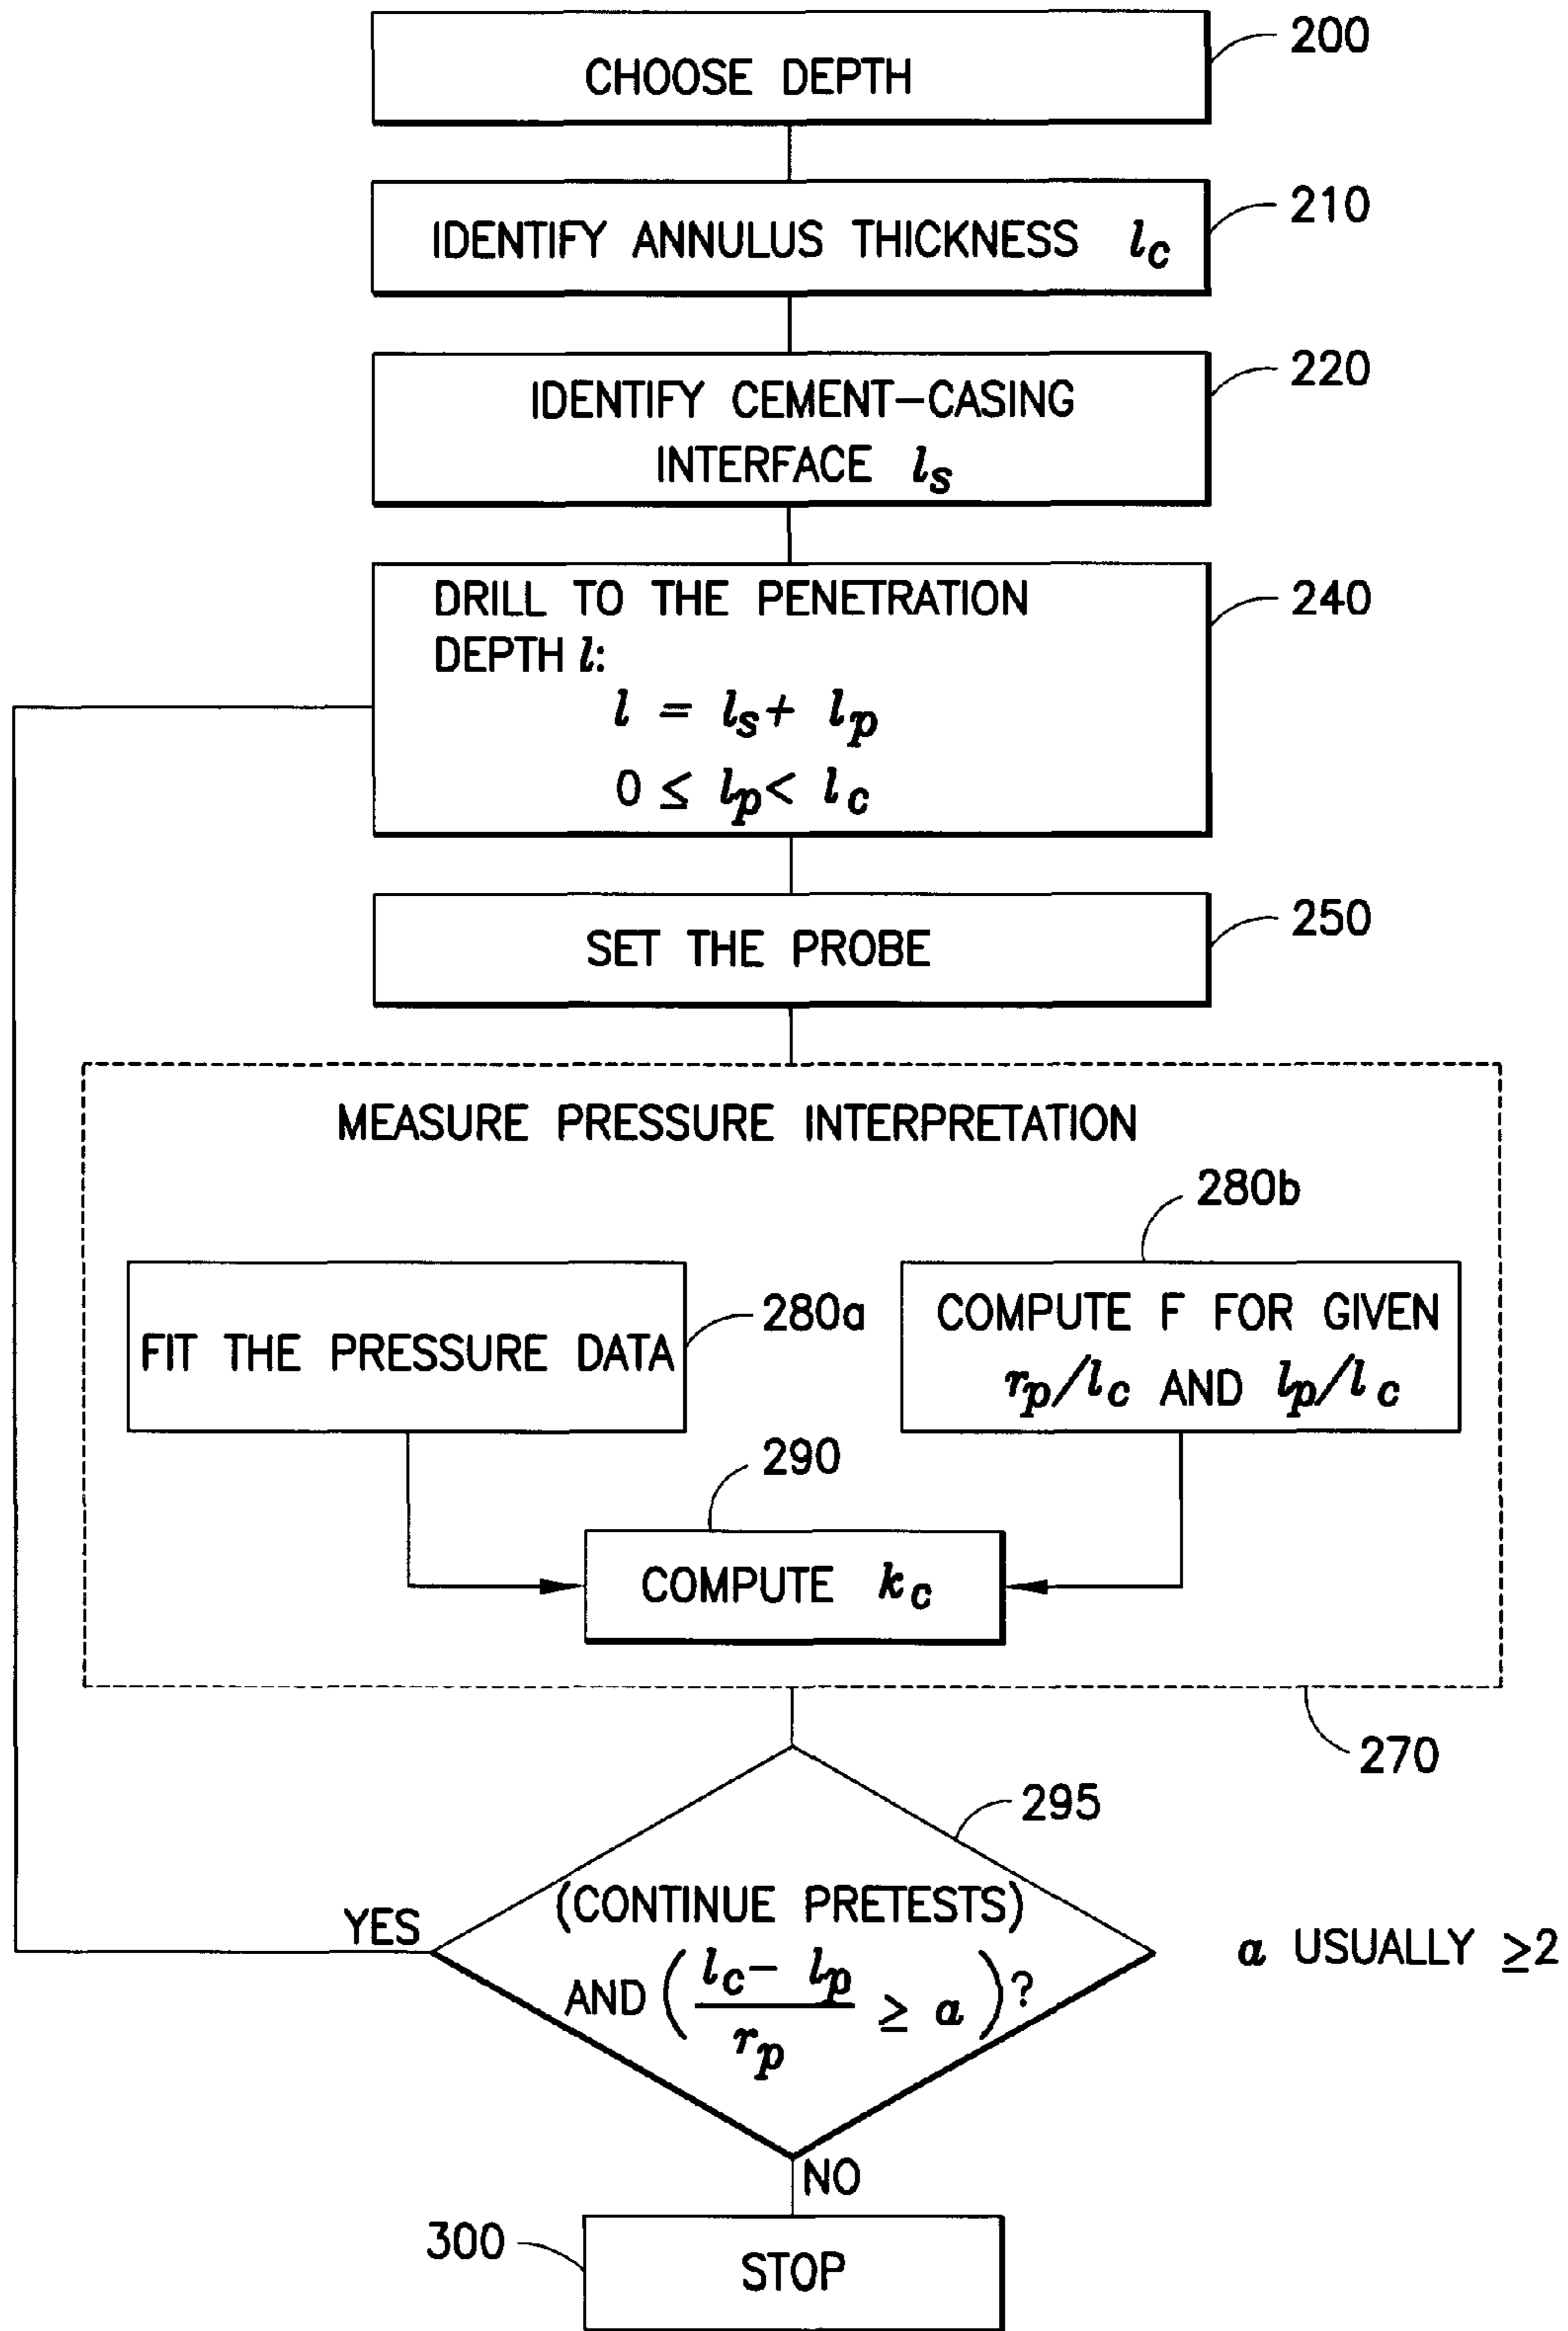 CHOOSE DEPTH
200
IDENTIFY ANNULUS THICKNESS l_c
210
IDENTIFY CEMENT-CASING
INTERFACE l_s
220
DRILL TO THE PENETRATION
DEPTH l:
l = l_s + l_p
0 ≤ l_p < l_c
240
SET THE PROBE
250
MEASURE PRESSURE INTERPRETATION
280b
FIT THE PRESSURE DATA
280a
COMPUTE F FOR GIVEN
r_p/l_c AND l_p/l_c
290
COMPUTE k_c
270
295
(CONTINUE PRETESTS)
AND ( (l_c - l_p) / r_p ≥ a )?
YES
a USUALLY ≥2
NO
300
STOP